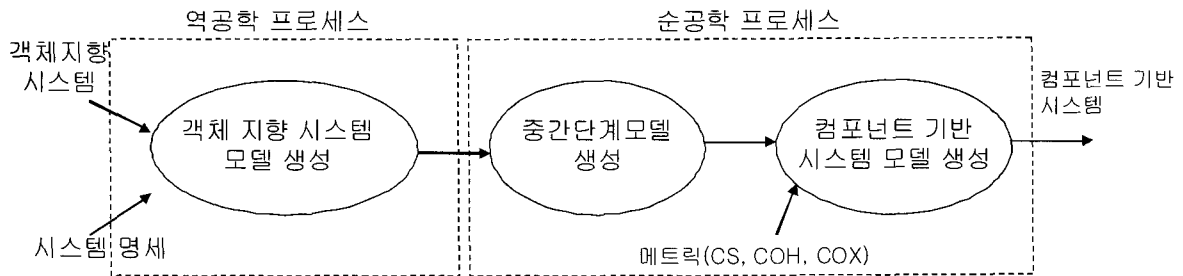 역공학 프로세스
순공학 프로세스
객체지향
시스템
객체 지향 시스템
모델 생성
중간단계모델
생성
컴포넌트 기반
시스템 모델 생성
컴포넌트 기반
시스템
시스템 명세
메트릭(CS, COH, COX)